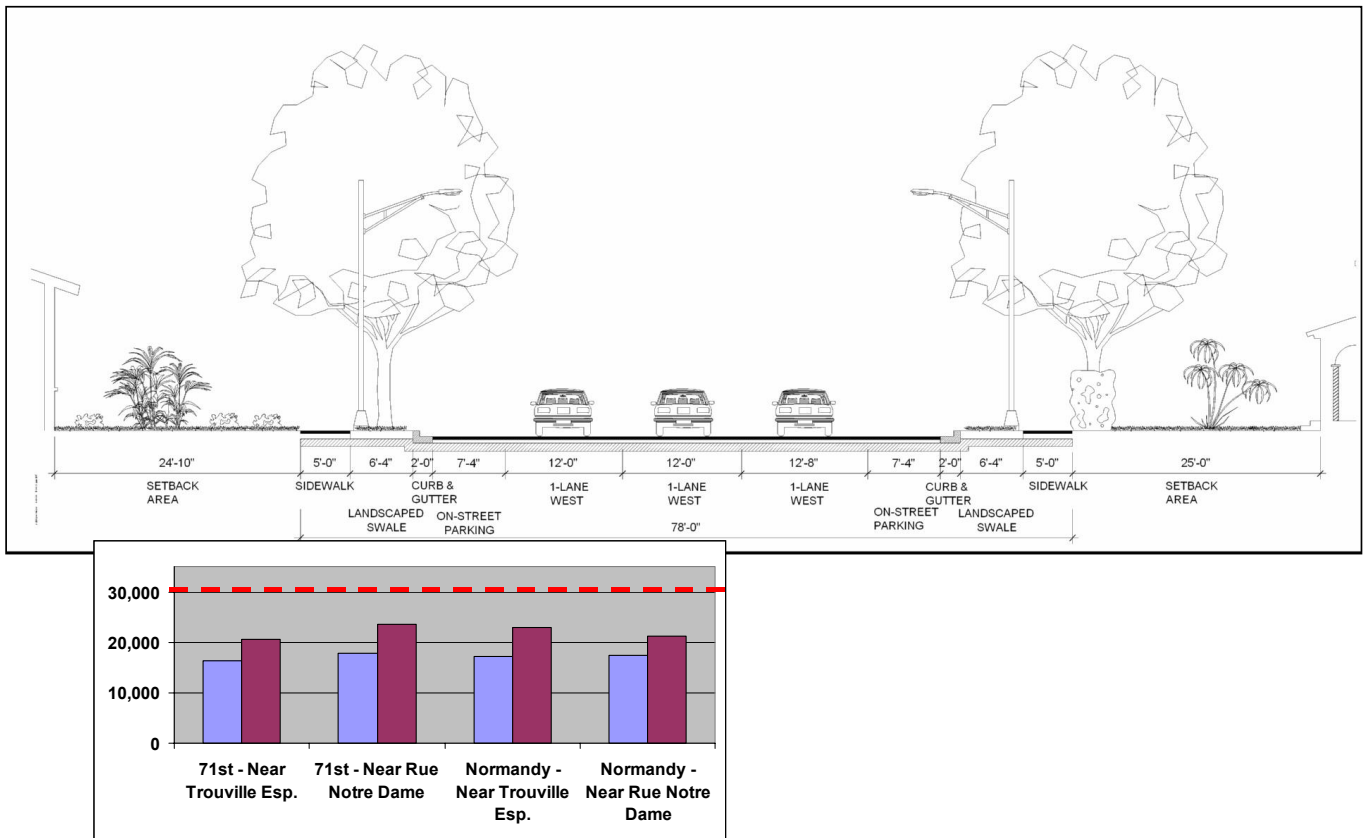 24'-10" 5'-0" 6'-4" 2'-0" 7'-4" 12'-0" 12'-0" 12'-8" 7'-4" 2'-0" 6'-4" 5'-0" 25'-0"
SETBACK
AREA
SIDEWALK
LANDSCAPED
SWALE
CURB &
GUTTER
ON-STREET
PARKING
1-LANE
WEST
1-LANE
WEST
1-LANE
WEST
ON-STREET
PARKING
CURB &
GUTTER
LANDSCAPED
SWALE
SIDEWALK
SETBACK
AREA
78'-0"
30,000
20,000
10,000
0
71st - Near
Trouville Esp.
71st - Near Rue
Notre Dame
Normandy -
Near Trouville
Esp.
Normandy -
Near Rue Notre
Dame